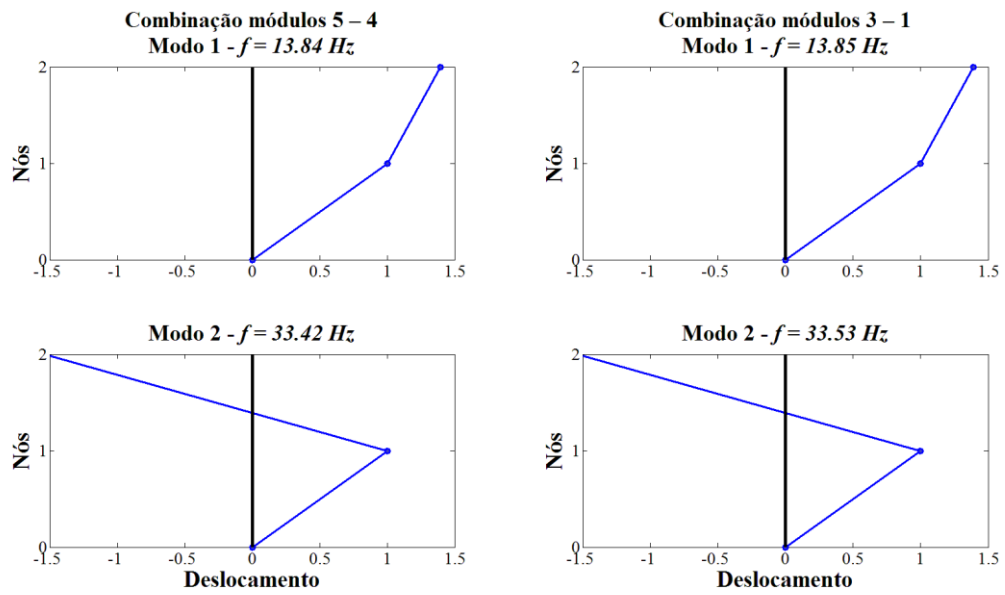 Combinação módulos 5 – 4
Modo 1 - f = 13.84 Hz
2
1
0
Nós
-1.5 -1 -0.5 0 0.5 1 1.5
Combinação módulos 3 – 1
Modo 1 - f = 13.85 Hz
2
1
0
Nós
-1.5 -1 -0.5 0 0.5 1 1.5
Modo 2 - f = 33.42 Hz
2
1
0
Nós
-1.5 -1 -0.5 0 0.5 1 1.5
Deslocamento
Modo 2 - f = 33.53 Hz
2
1
0
Nós
-1.5 -1 -0.5 0 0.5 1 1.5
Deslocamento